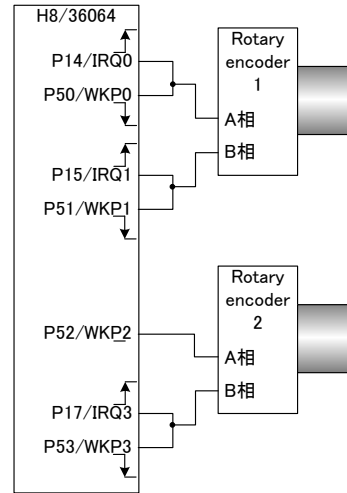 H8/36064
P14/IRQ0
P50/WKP0
P15/IRQ1
P51/WKP1
P52/WKP2
P17/IRQ3
P53/WKP3
Rotary
encoder
1
A相
B相
Rotary
encoder
2
A相
B相